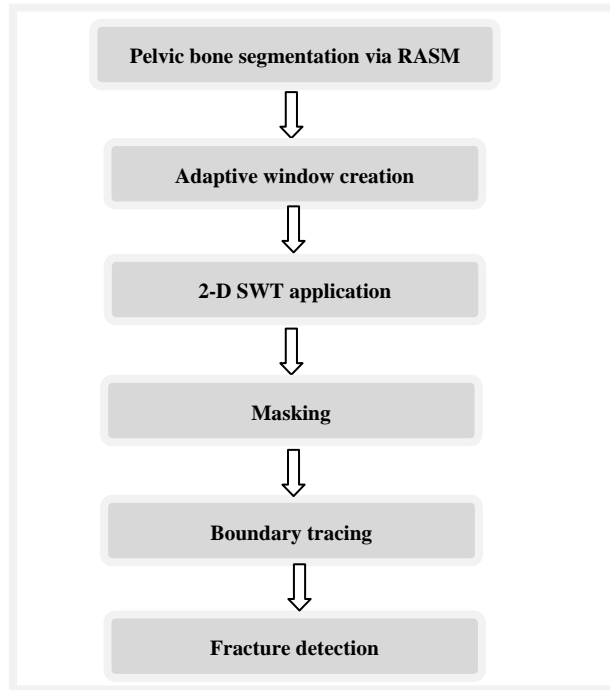 Pelvic bone segmentation via RASM
Adaptive window creation
2-D SWT application
Masking
Boundary tracing
Fracture detection